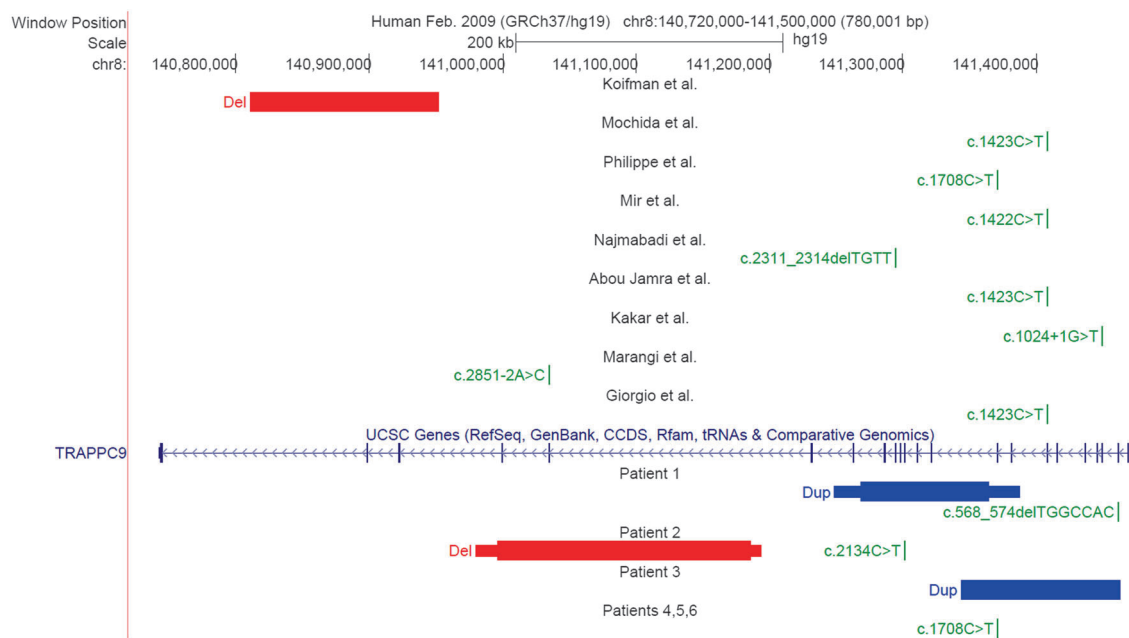 Window Position Human Feb. 2009 (GRCh37/hg19) chr8:140,720,000-141,500,000 (780,001 bp)
Scale 200 kb hg19
chr8: 140,800,000 140,900,000 141,000,000 141,100,000 141,200,000 141,300,000 141,400,000
Koifman et al.
Del
Mochida et al.
c.1423C>T
Philippe et al.
c.1708C>T
Mir et al.
c.1422C>T
Najmabadi et al.
c.2311_2314delTGTT
Abou Jamra et al.
c.1423C>T
Kakar et al.
c.1024+1G>T
Marangi et al.
c.2851-2A>C
Giorgio et al.
c.1423C>T
UCSC Genes (RefSeq, GenBank, CCDS, Rfam, tRNAs & Comparative Genomics)
TRAPPC9
Patient 1
Dup
c.568_574delTGGCCAC
Patient 2
Del c.2134C>T
Patient 3
Dup
Patients 4,5,6
c.1708C>T